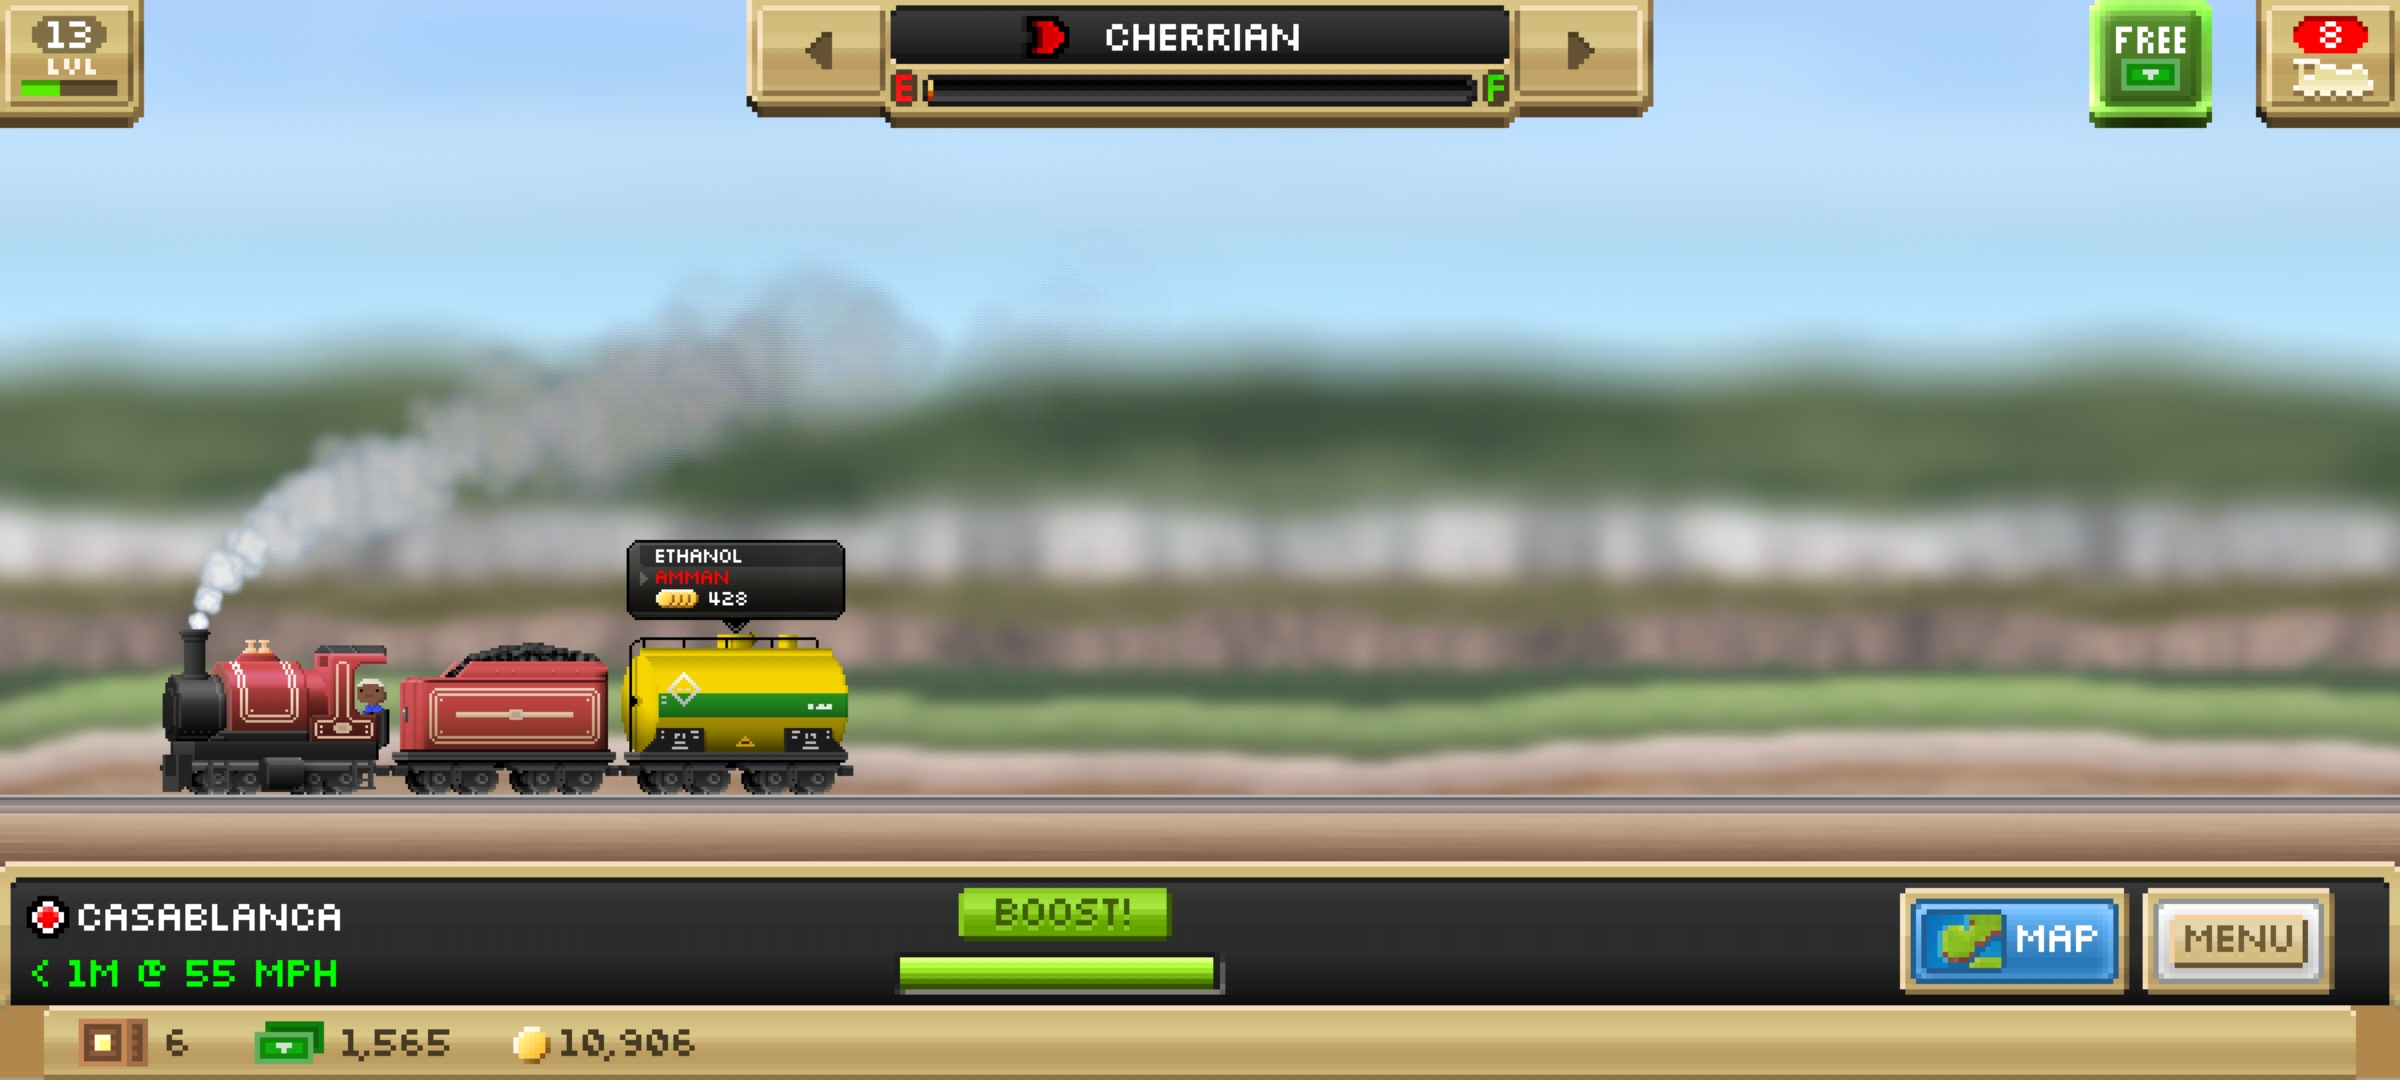 13
LVL
CHERRIAN
E F
FREE
8
ETHANOL
AMMAN
428
CASABLANCA
< 1M @ 55 MPH
BOOST!
MAP
MENU
6
1,565
10,906